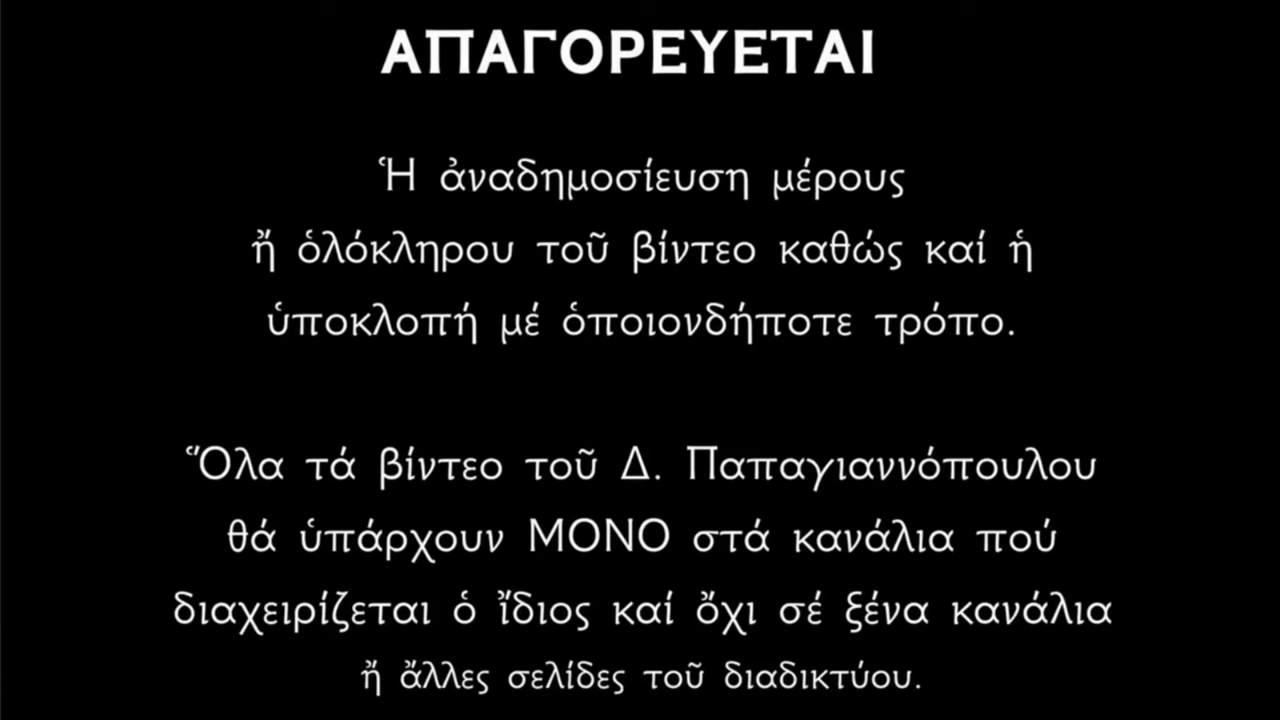 ΑΠΑΓΟΡΕΥΕΤΑΙ
Ἡ ἀναδημοσίευση μέρους
ἤ ὁλόκληρου τοῦ βίντεο καθώς καί ἡ
ὑποκλοπή μέ ὁποιονδήποτε τρόπο.
Ὅλα τά βίντεο τοῦ Δ. Παπαγιαννόπουλου
θά ὑπάρχουν ΜΟΝΟ στά κανάλια πού
διαχειρίζεται ὁ ἴδιος καί ὄχι σέ ξένα κανάλια
ἤ ἄλλες σελίδες τοῦ διαδικτύου.